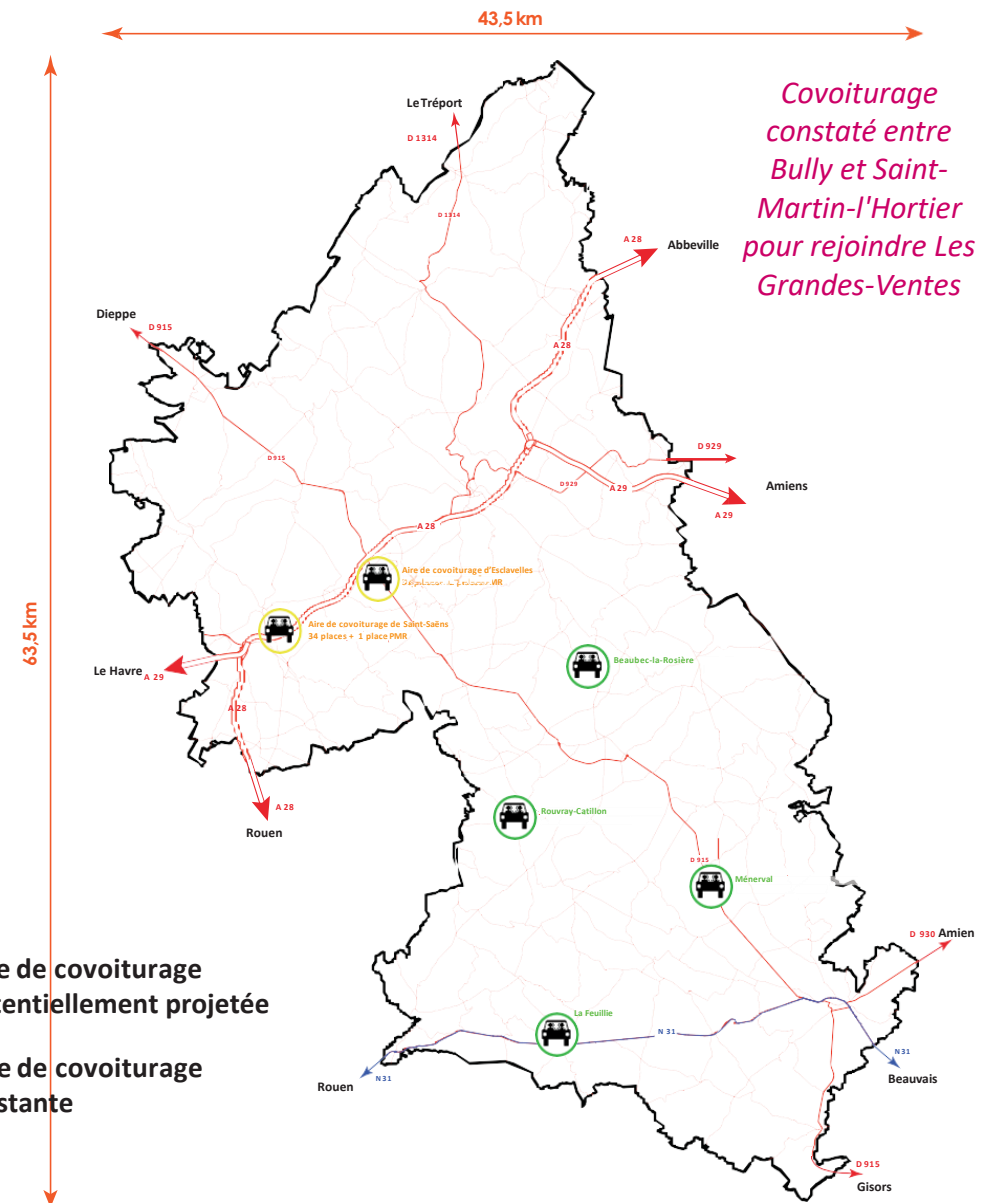 43,5 km
Le Tréport
D 1314
Covoiturage
constaté entre
Bully et Saint-
Martin-l'Hortier
pour rejoindre Les
Grandes-Ventes
D 1314
A 28
Abbeville
Dieppe
D 915
A 28
D 929
D 915
D 929
A 29
Amiens
A 29
A 28
Aire de covoiturage d'Esclavelles
Aire de covoiturage de Saint-Saëns
34 places + 1 place PMR
63,5 km
Beaubec-la-Rosière
Le Havre
A 29
A 28
A 28
Rouen
Rouvray-Catillon
D 915
Ménerval
D 930
Amien
e de covoiturage
entiellement projetée
La Feuillie
N 31
N31
e de covoiturage
stante
Rouen
N31
Beauvais
D 915
Gisors